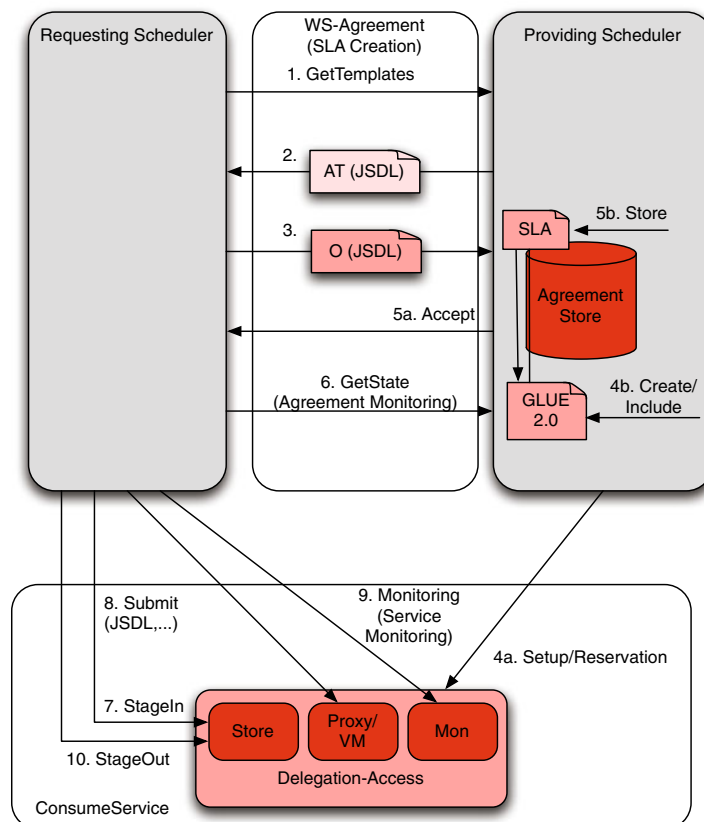 Requesting Scheduler
WS-Agreement
(SLA Creation)
Providing Scheduler
1. GetTemplates
2.
AT (JSDL)
3.
O (JSDL)
SLA
5b. Store
Agreement
Store
5a. Accept
6. GetState
(Agreement Monitoring)
GLUE
2.0
4b. Create/
Include
8. Submit
(JSDL,...)
9. Monitoring
(Service
Monitoring)
4a. Setup/Reservation
7. StageIn
10. StageOut
Store
Proxy/
VM
Mon
Delegation-Access
ConsumeService